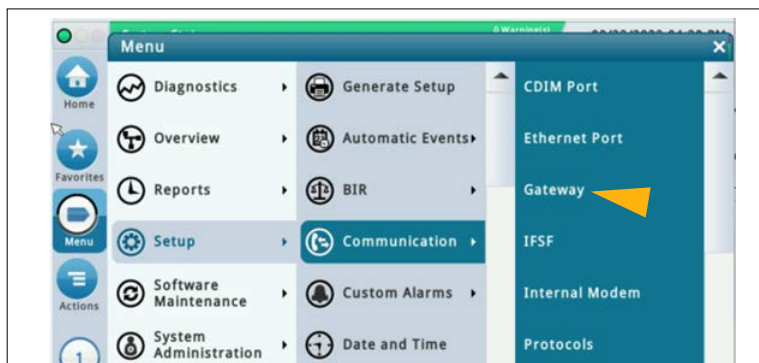 0 Warning(s)
Menu
Home
Favorites
Menu
Actions
1
Diagnostics
Overview
Reports
Setup
Software
Maintenance
System
Administration
Generate Setup
Automatic Events
BIR
Communication
Custom Alarms
Date and Time
CDIM Port
Ethernet Port
Gateway
IFSF
Internal Modem
Protocols